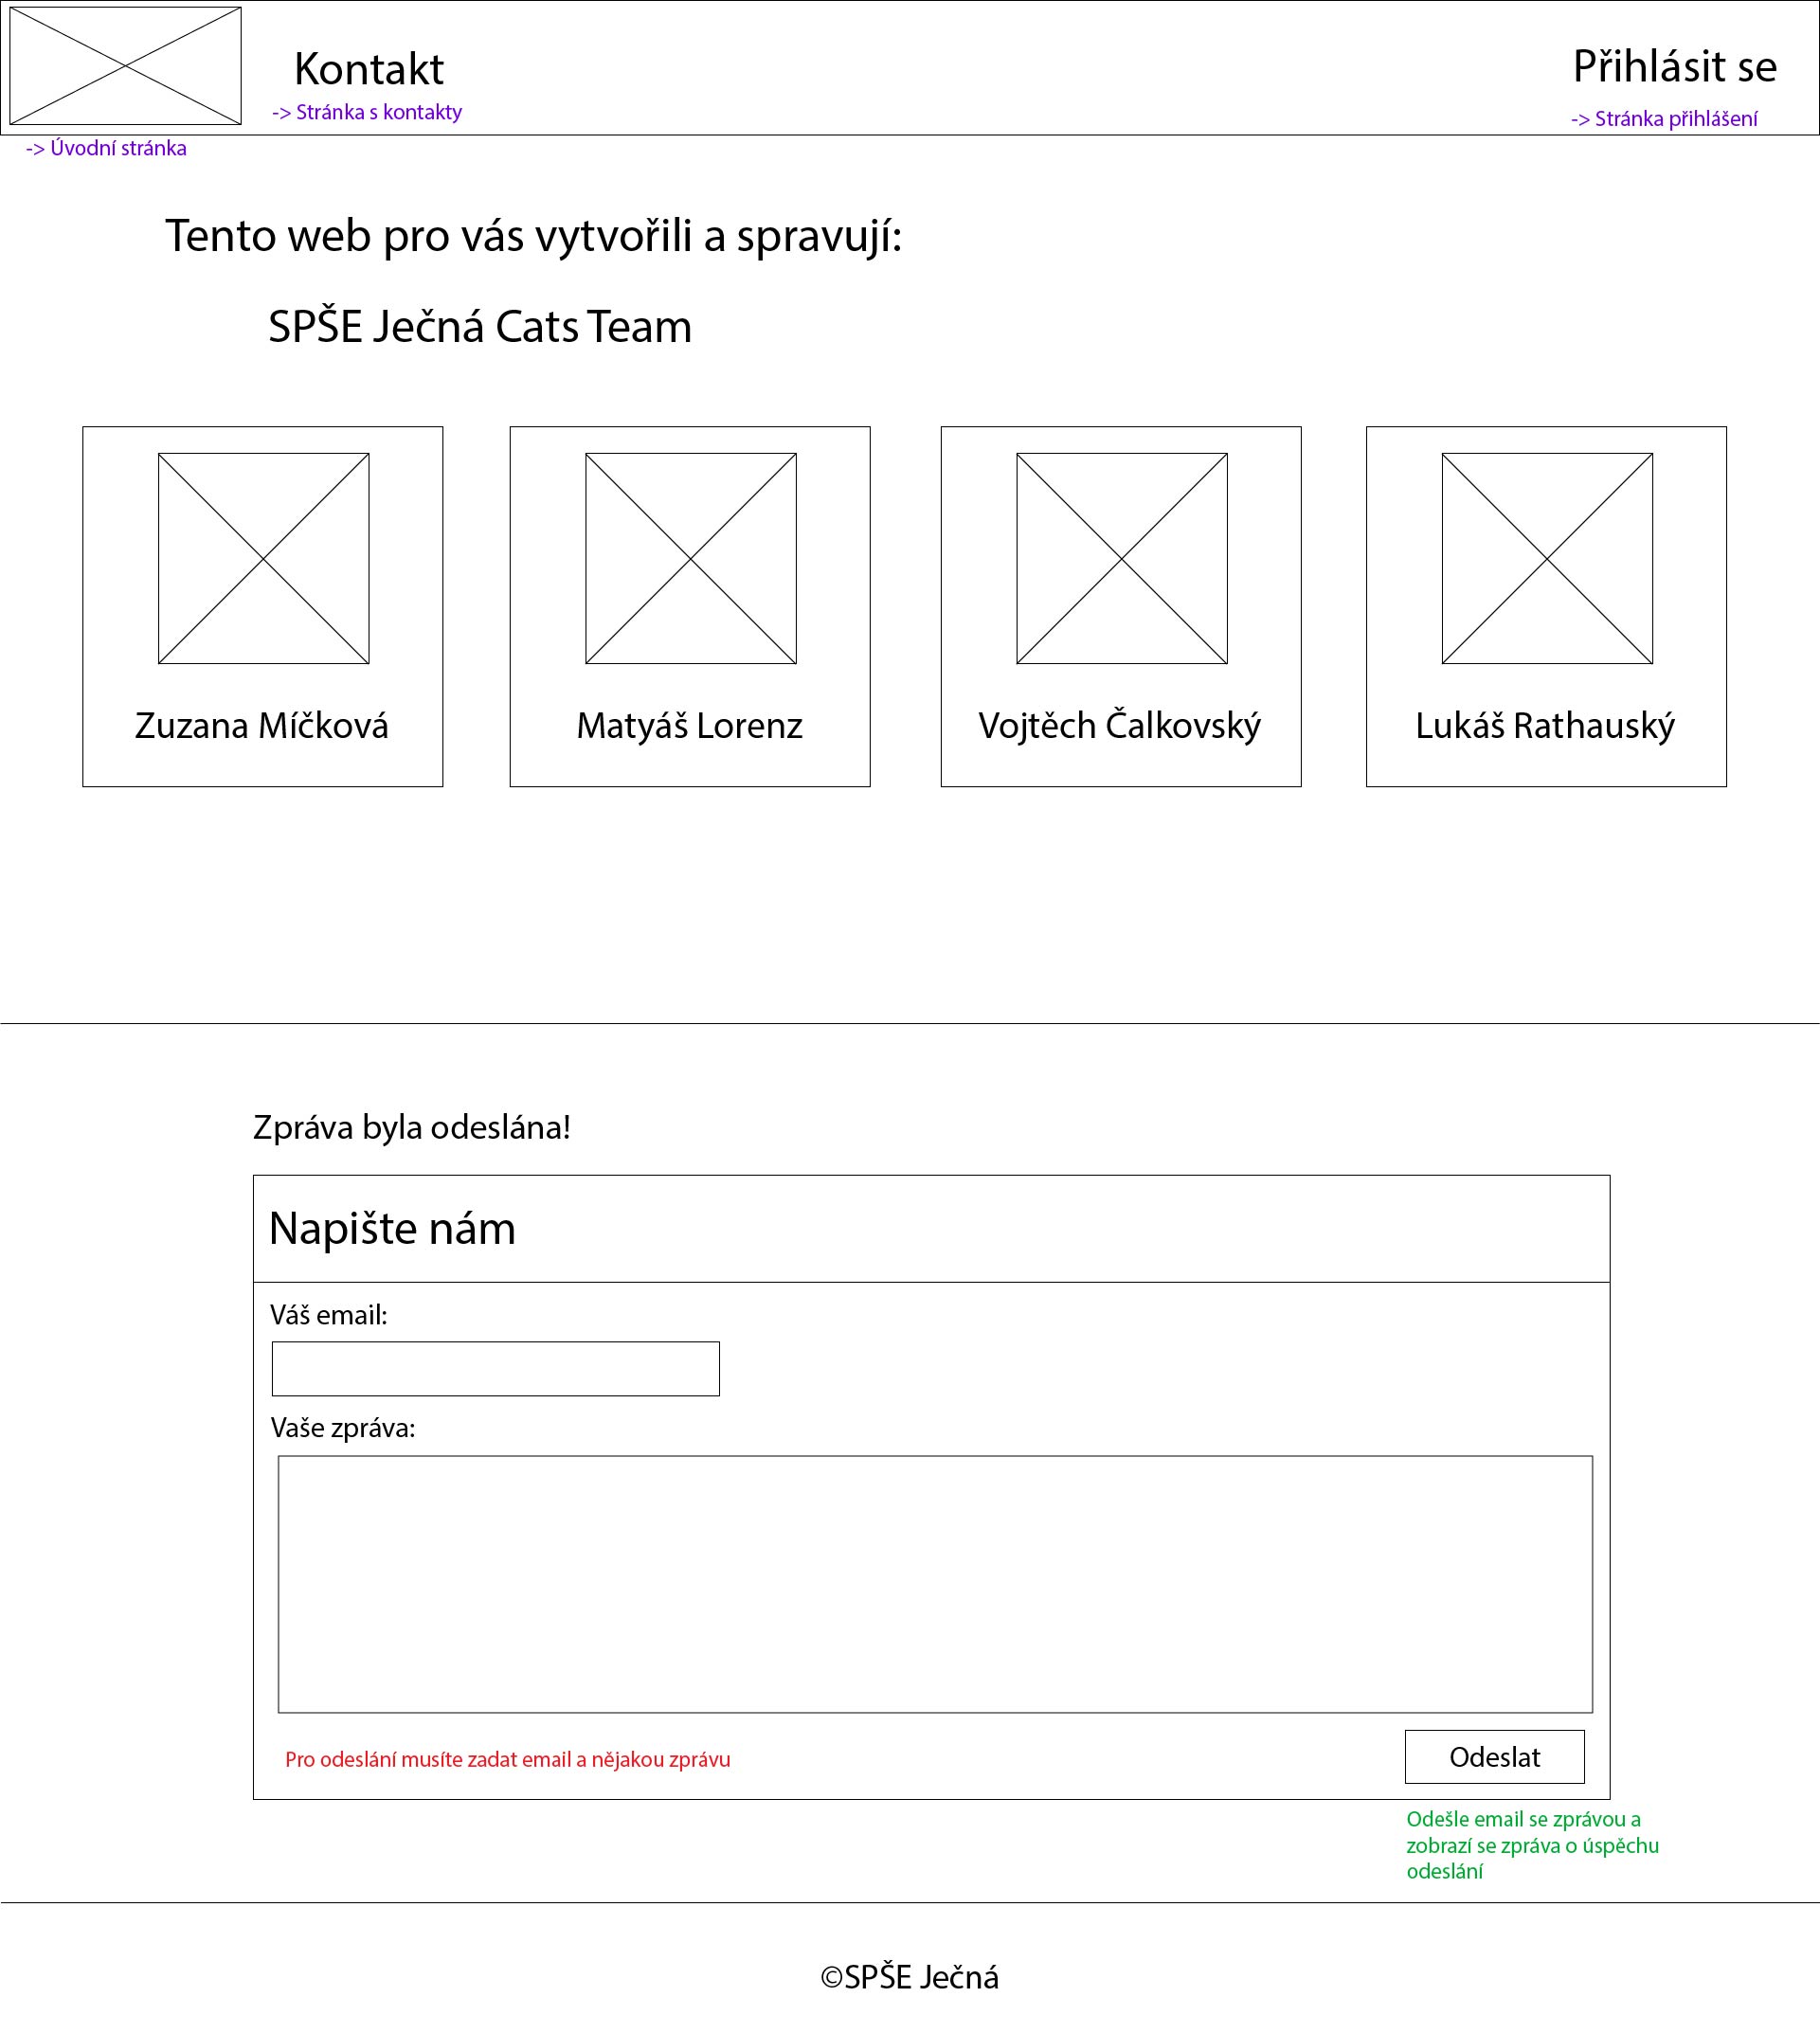 Kontakt
Přihlásit se
-> Stránka s kontakty
-> Stránka přihlášení
-> Úvodní stránka
Tento web pro vás vytvořili a spravují:
SPŠE Ječná Cats Team
Zuzana Míčková
Matyáš Lorenz
Vojtěch Čalkovský
Lukáš Rathauský
Zpráva byla odeslána!
Napište nám
Váš email:
Vaše zpráva:
Pro odeslání musíte zadat email a nějakou zprávu
Odeslat
Odešle email se zprávou a
zobrazí se zpráva o úspěchu
odeslání
©SPŠE Ječná